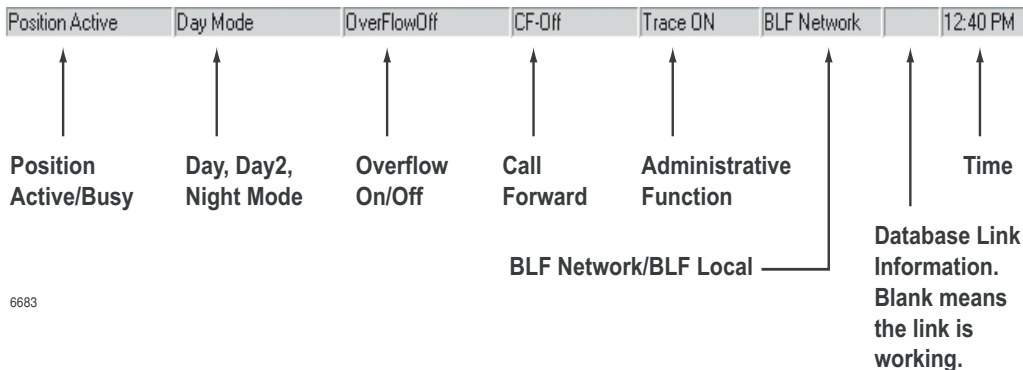 Position Active Day Mode OverFlowOff CF-Off Trace ON BLF Network 12:40 PM
Position Active/Busy
Day, Day2, Night Mode
Overflow On/Off
Call Forward
Administrative Function
Time
BLF Network/BLF Local
Database Link
Information.
Blank means
the link is
working.
6683